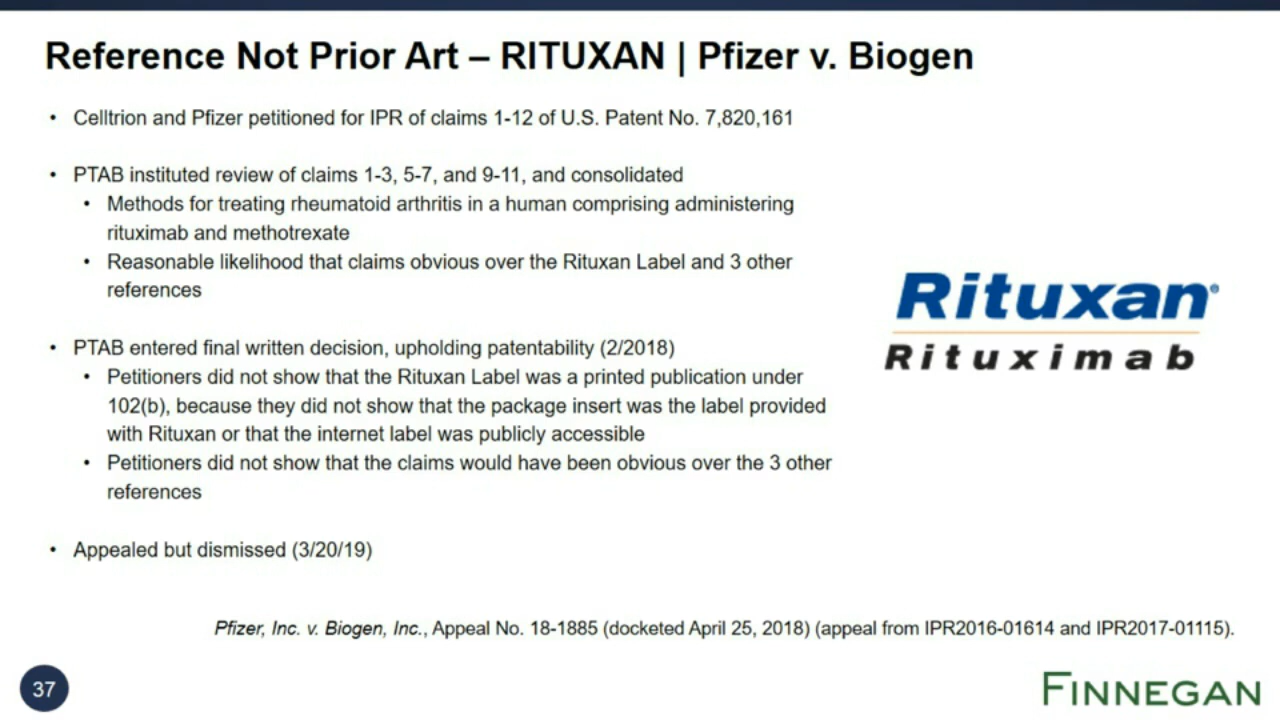 Reference Not Prior Art – RITUXAN | Pfizer v. Biogen
• Celltrion and Pfizer petitioned for IPR of claims 1-12 of U.S. Patent No. 7,820,161
• PTAB instituted review of claims 1-3, 5-7, and 9-11, and consolidated
• Methods for treating rheumatoid arthritis in a human comprising administering
rituximab and methotrexate
• Reasonable likelihood that claims obvious over the Rituxan Label and 3 other
references
• PTAB entered final written decision, upholding patentability (2/2018)
• Petitioners did not show that the Rituxan Label was a printed publication under
102(b), because they did not show that the package insert was the label provided
with Rituxan or that the internet label was publicly accessible
• Petitioners did not show that the claims would have been obvious over the 3 other
references
• Appealed but dismissed (3/20/19)
Rituxan®
Rituximab
Pfizer, Inc. v. Biogen, Inc., Appeal No. 18-1885 (docketed April 25, 2018) (appeal from IPR2016-01614 and IPR2017-01115).
37
FINNEGAN